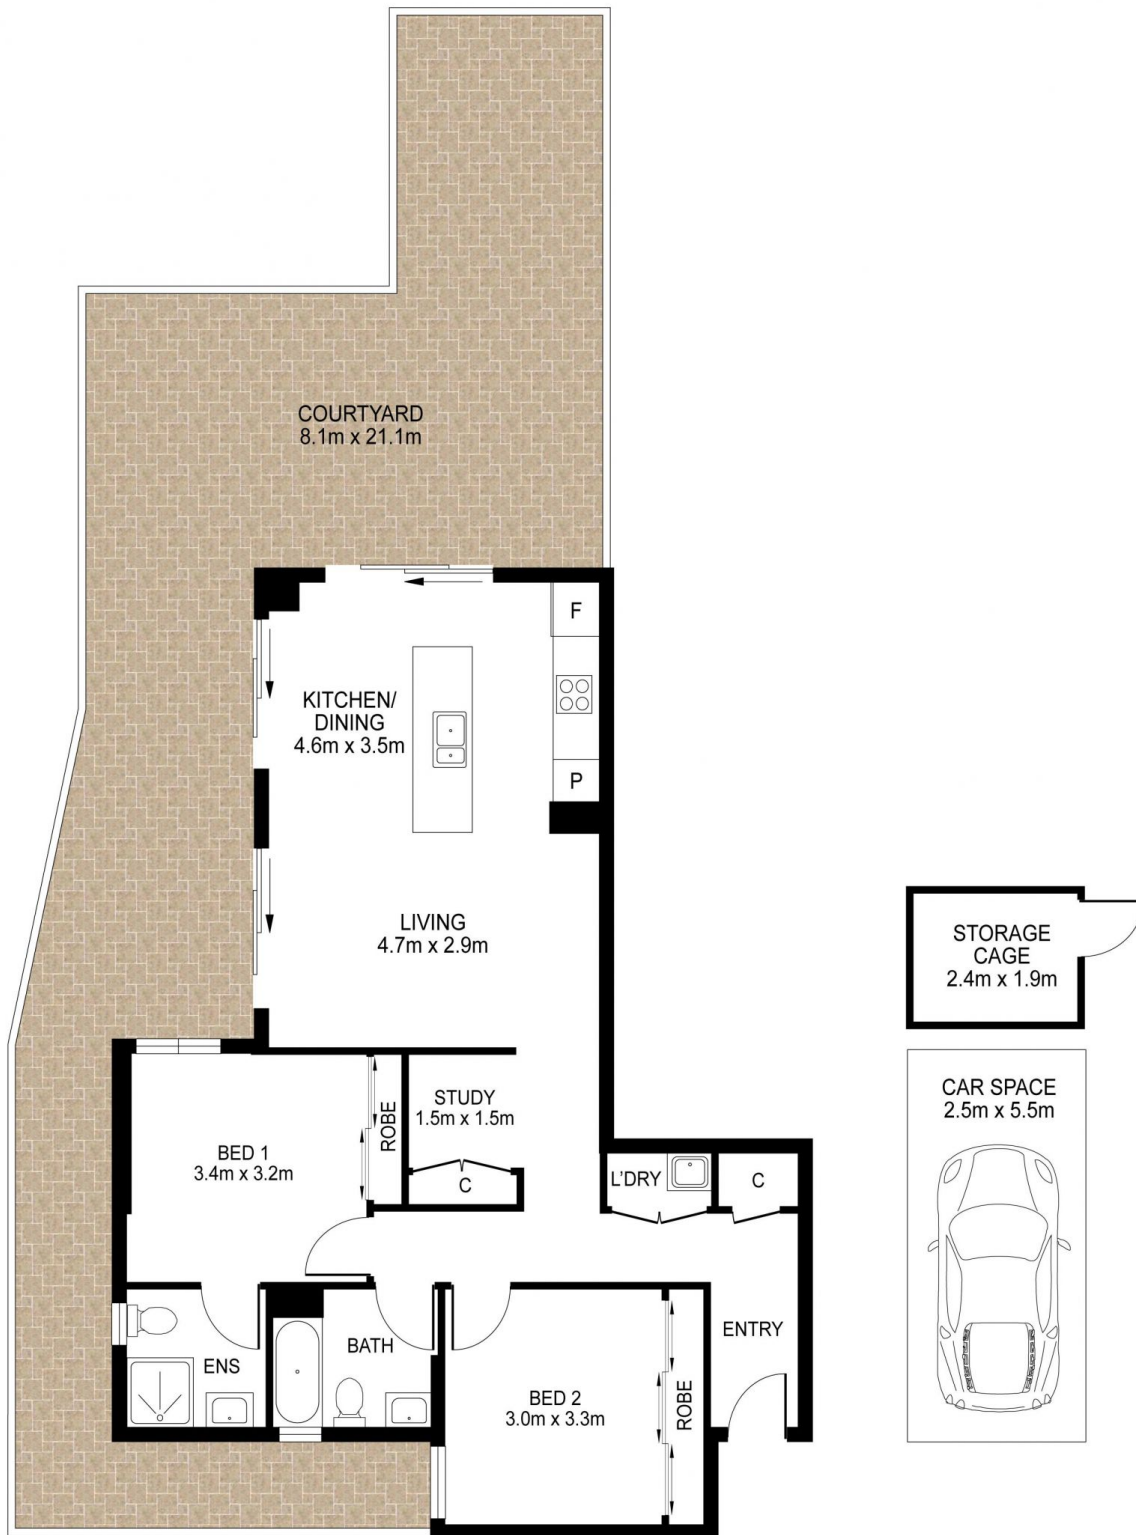 COURTYARD
8.1m x 21.1m
F
KITCHEN/
DINING
4.6m x 3.5m
P
LIVING
4.7m x 2.9m
STORAGE
CAGE
2.4m x 1.9m
CAR SPACE
2.5m x 5.5m
STUDY
1.5m x 1.5m
ROBE
BED 1
3.4m x 3.2m
C
L'DRY
C
ENTRY
BATH
ENS
BED 2
3.0m x 3.3m
ROBE